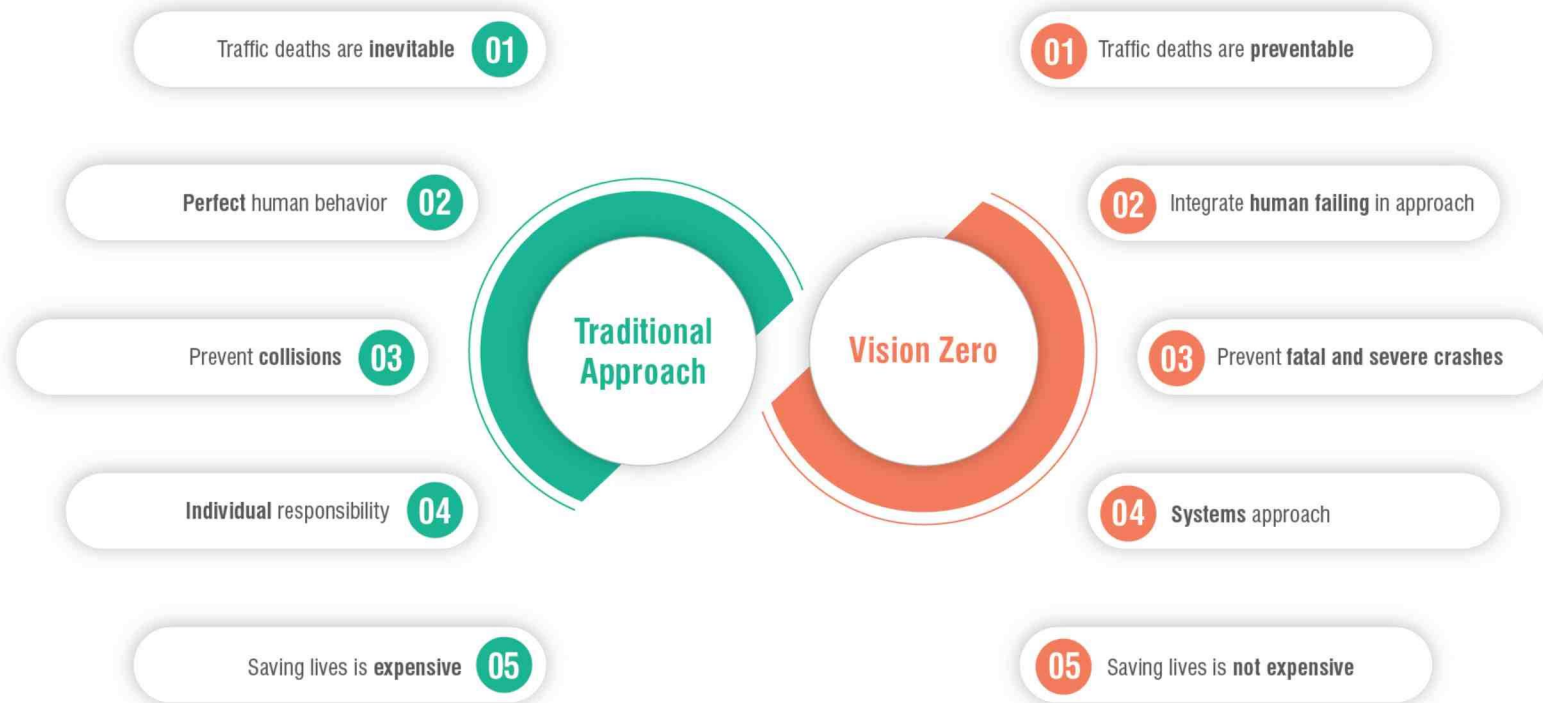 Traffic deaths are inevitable 01
Perfect human behavior 02
Prevent collisions 03
Individual responsibility 04
Saving lives is expensive 05
Traditional
Approach
Vision Zero
01 Traffic deaths are preventable
02 Integrate human failing in approach
03 Prevent fatal and severe crashes
04 Systems approach
05 Saving lives is not expensive